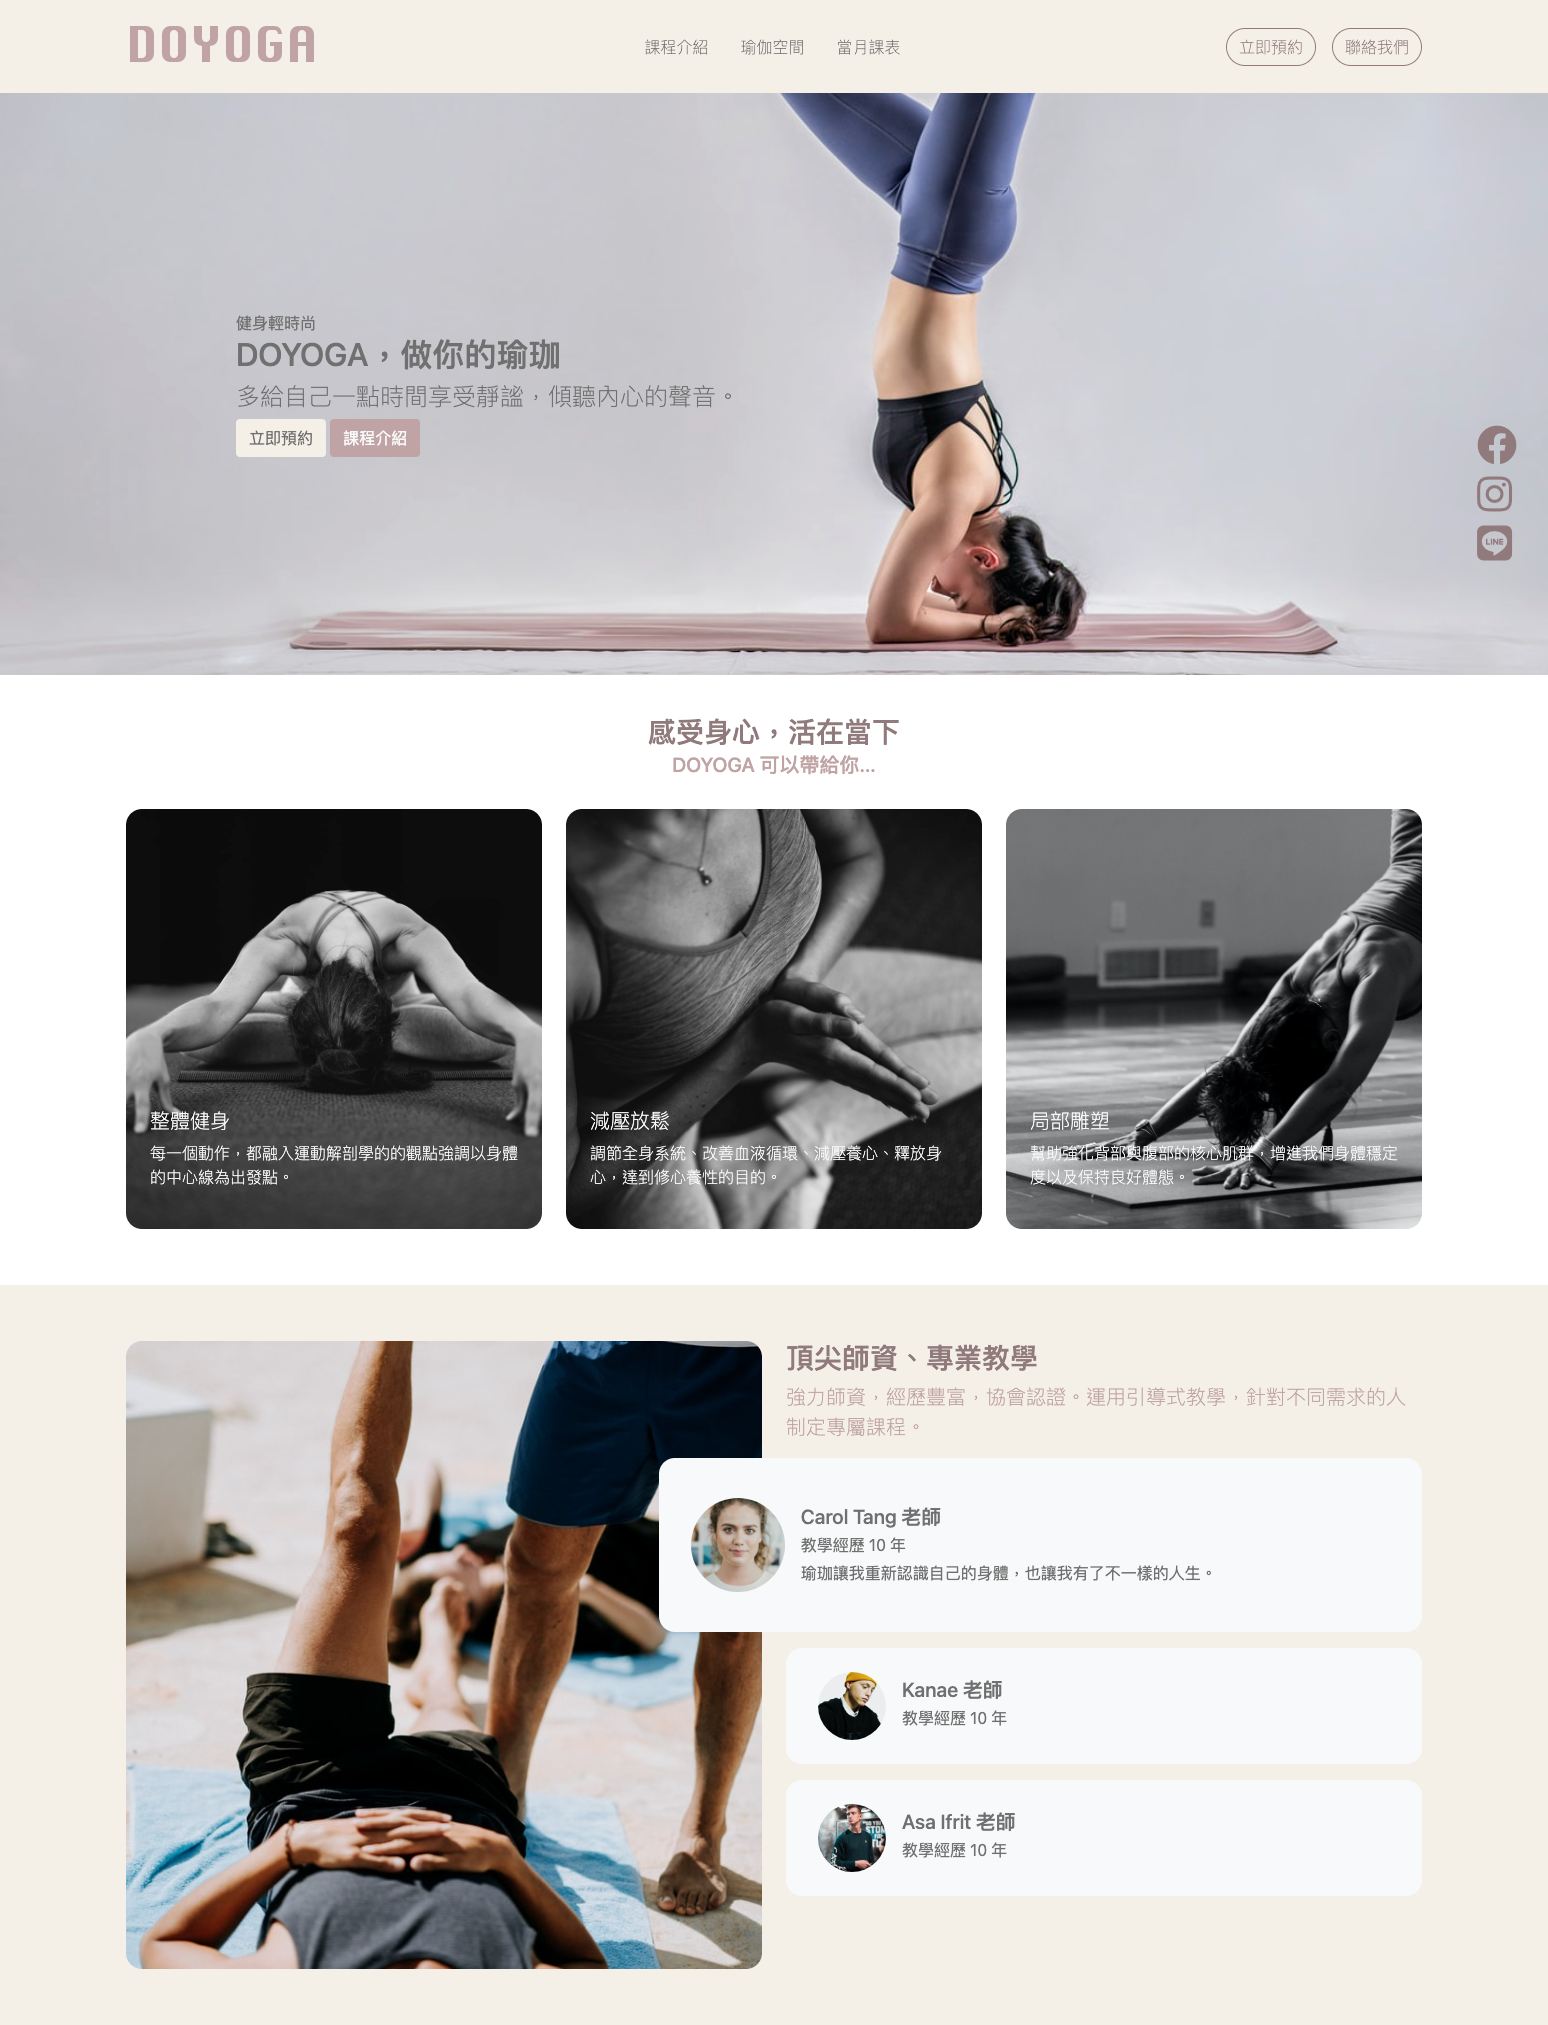 DOYOGA
課程介紹
瑜伽空間
當月課表
立即預約
聯絡我們
健身輕時尚
DOYOGA，做你的瑜珈
多給自己一點時間享受靜謐，傾聽內心的聲音。
立即預約
課程介紹
LINE
感受身心，活在當下
DOYOGA 可以帶給你...
整體健身
每一個動作，都融入運動解剖學的的觀點強調以身體
的中心線為出發點。
減壓放鬆
調節全身系統、改善血液循環、減壓養心、釋放身
心，達到修心養性的目的。
局部雕塑
幫助強化背部與腹部的核心肌群，增進我們身體穩定
度以及保持良好體態。
頂尖師資、專業教學
強力師資，經歷豐富，協會認證。運用引導式教學，針對不同需求的人
制定專屬課程。
Carol Tang 老師
教學經歷 10 年
瑜珈讓我重新認識自己的身體，也讓我有了不一樣的人生。
Kanae 老師
教學經歷 10 年
Asa Ifrit 老師
教學經歷 10 年